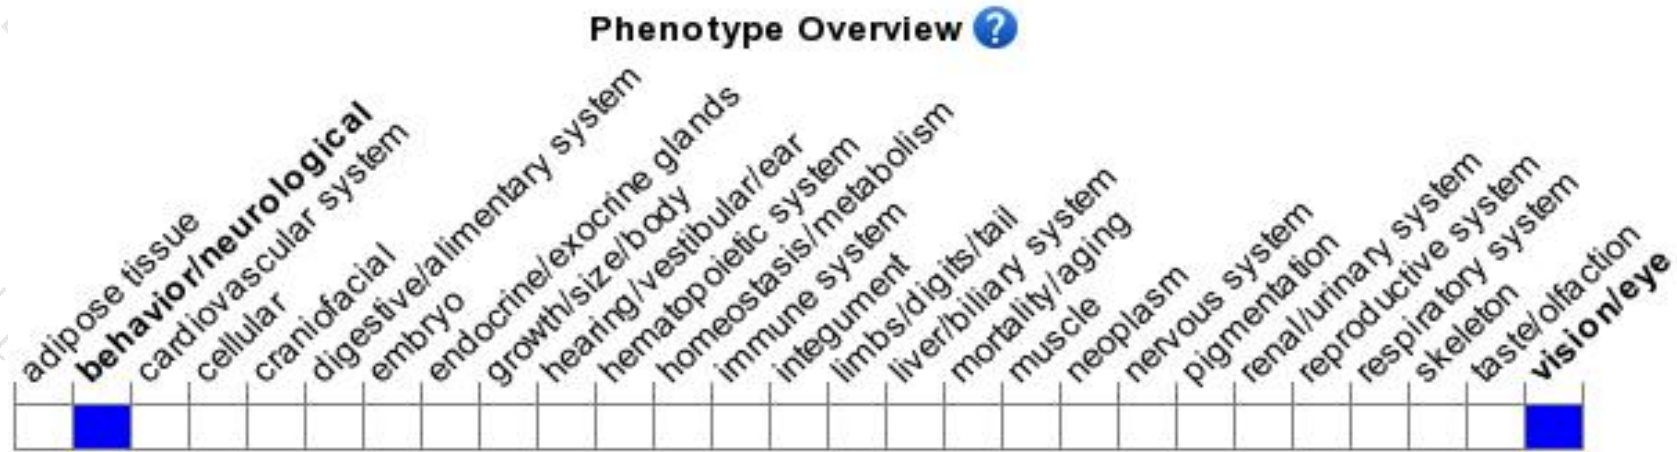 Phenotype Overview ?
adipose tissue
behavior/neurological
cardiovascular system
cellular
craniofacial
digestive/alimentary system
embryo
endocrine/exocrine glands
growth/size/body
hearing/vestibular/ear
hematopoietic system
homeostasis/metabolism
immune system
integument
limbs/digits/tail
liver/biliary system
mortality/aging
muscle
neoplasm
nervous system
pigmentation
renal/urinary system
reproductive system
respiratory system
skeleton
taste/olfaction
vision/eye